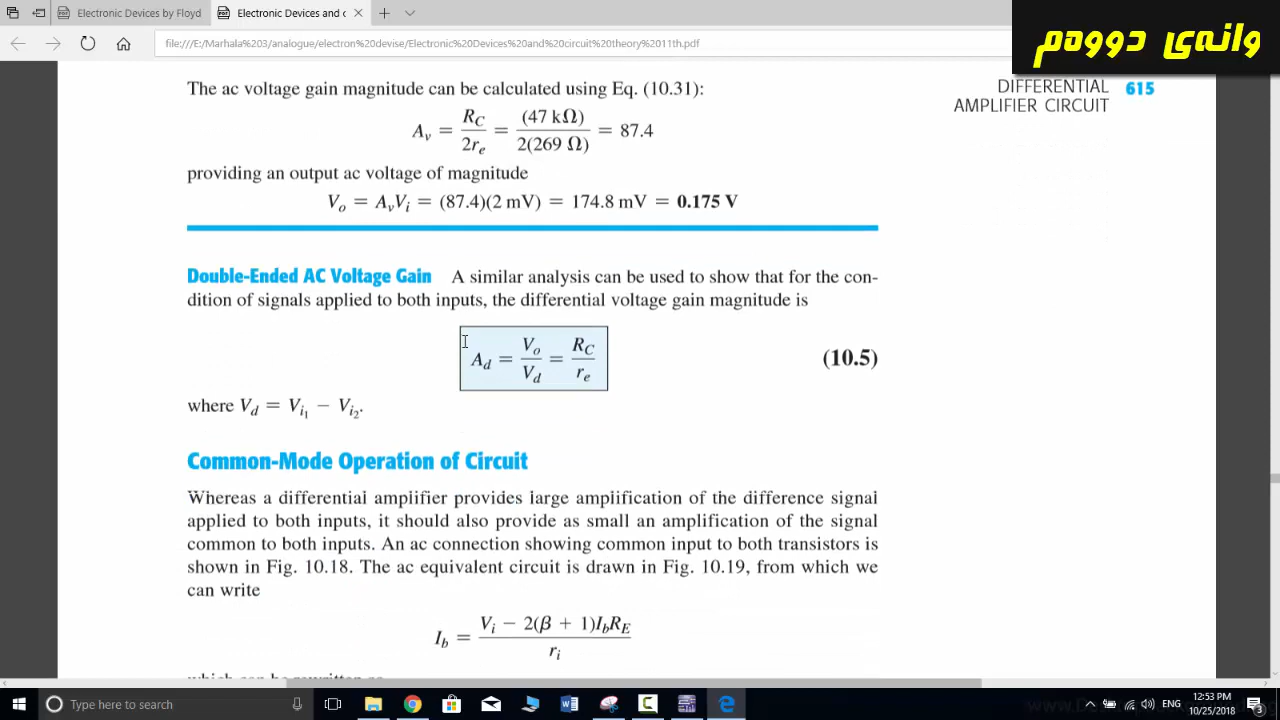 Electronic Devices by Floyd
Electronic Devices and c
وانەی دووەم
file:///E:/Marhala%203/analogue/electron%20devise/Electronic%20Devices%20and%20circuit%20theory%2011th.pdf
DIFFERENTIAL 615
AMPLIFIER CIRCUIT
The ac voltage gain magnitude can be calculated using Eq. (10.31):
A_v = R_C / 2r_e = (47 kΩ) / 2(269 Ω) = 87.4
providing an output ac voltage of magnitude
V_o = A_vV_i = (87.4)(2 mV) = 174.8 mV = 0.175 V
Double-Ended AC Voltage Gain A similar analysis can be used to show that for the con-
dition of signals applied to both inputs, the differential voltage gain magnitude is
A_d = V_o / V_d = R_C / r_e (10.5)
where V_d = V_i₁ − V_i₂.
Common-Mode Operation of Circuit
Whereas a differential amplifier provides large amplification of the difference signal
applied to both inputs, it should also provide as small an amplification of the signal
common to both inputs. An ac connection showing common input to both transistors is
shown in Fig. 10.18. The ac equivalent circuit is drawn in Fig. 10.19, from which we
can write
I_b = V_i − 2(β + 1)I_bR_E / r_i
which can be rewritten as
Type here to search
ENG
12:53 PM
10/25/2018